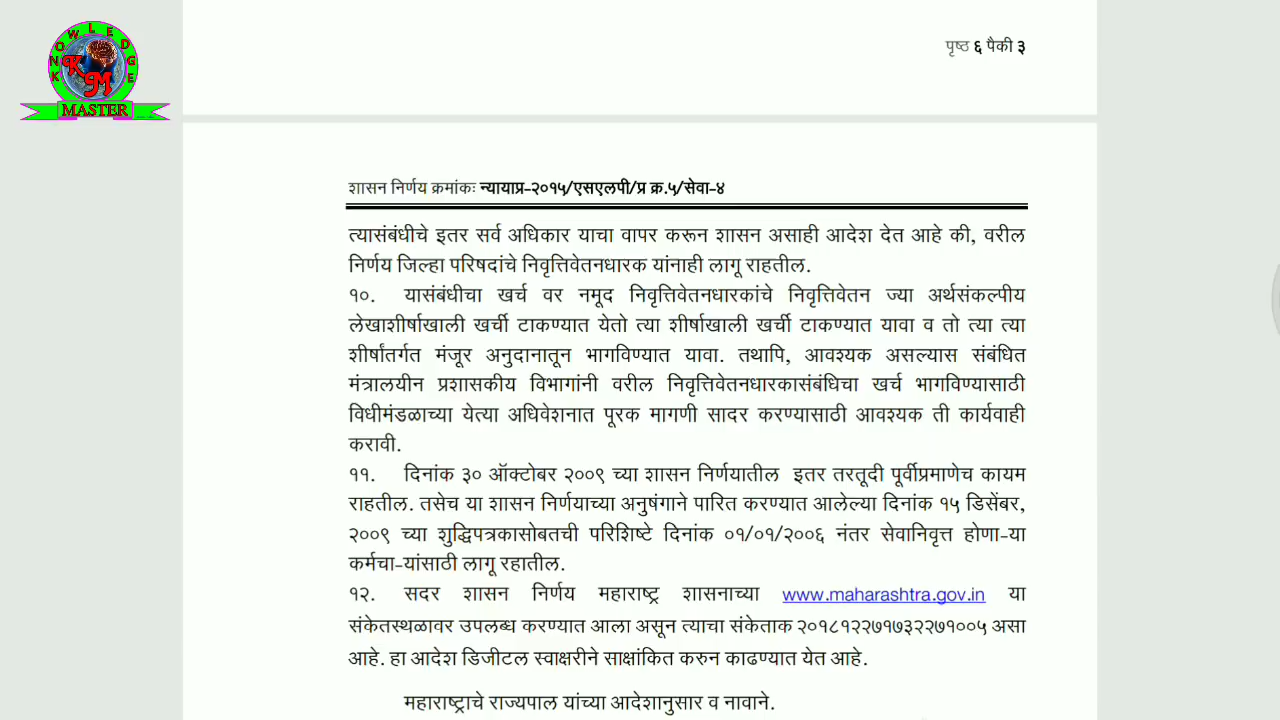 KNOWLEDGE
KM
MASTER
पृष्ठ ६ पैकी ३
शासन निर्णय क्रमांकः न्यायाप्र-२०१५/एसएलपी/प्र क्र.५/सेवा-४
त्यासंबंधीचे इतर सर्व अधिकार याचा वापर करून शासन असाही आदेश देत आहे की, वरील
निर्णय जिल्हा परिषदांचे निवृत्तिवेतनधारक यांनाही लागू राहतील.
१०. यासंबंधीचा खर्च वर नमूद निवृत्तिवेतनधारकांचे निवृत्तिवेतन ज्या अर्थसंकल्पीय
लेखाशीर्षाखाली खर्ची टाकण्यात येतो त्या शीर्षाखाली खर्ची टाकण्यात यावा व तो त्या त्या
शीर्षांतर्गत मंजूर अनुदानातून भागविण्यात यावा. तथापि, आवश्यक असल्यास संबंधित
मंत्रालयीन प्रशासकीय विभागांनी वरील निवृत्तिवेतनधारकासंबंधिचा खर्च भागविण्यासाठी
विधीमंडळाच्या येत्या अधिवेशनात पूरक मागणी सादर करण्यासाठी आवश्यक ती कार्यवाही
करावी.
११. दिनांक ३० ऑक्टोबर २००९ च्या शासन निर्णयातील इतर तरतूदी पूर्वीप्रमाणेच कायम
राहतील. तसेच या शासन निर्णयाच्या अनुषंगाने पारित करण्यात आलेल्या दिनांक १५ डिसेंबर,
२००९ च्या शुद्धिपत्रकासोबतची परिशिष्टे दिनांक ०१/०१/२००६ नंतर सेवानिवृत्त होणा-या
कर्मचा-यांसाठी लागू रहातील.
१२. सदर शासन निर्णय महाराष्ट्र शासनाच्या www.maharashtra.gov.in या
संकेतस्थळावर उपलब्ध करण्यात आला असून त्याचा संकेताक २०१८१२२७१७३२२७१००५ असा
आहे. हा आदेश डिजीटल स्वाक्षरीने साक्षांकित करुन काढण्यात येत आहे.
महाराष्ट्राचे राज्यपाल यांच्या आदेशानुसार व नावाने.